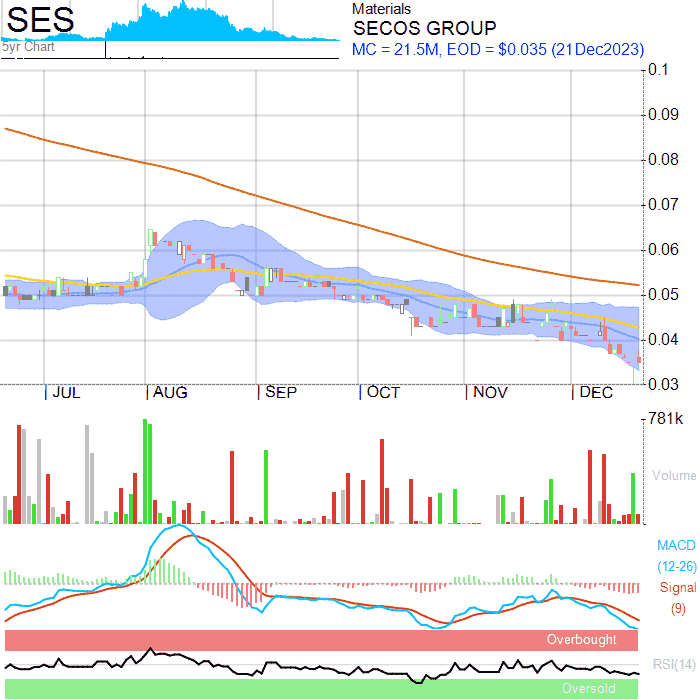 SES
5yr Chart
Materials
SECOS GROUP
MC = 21.5M, EOD = $0.035 (21Dec2023)
0.1
0.09
0.08
0.07
0.06
0.05
0.04
0.03
JUL AUG SEP OCT NOV DEC
781k
Volume
MACD
(12-26)
Signal
(9)
Overbought
RSI(14)
Oversold